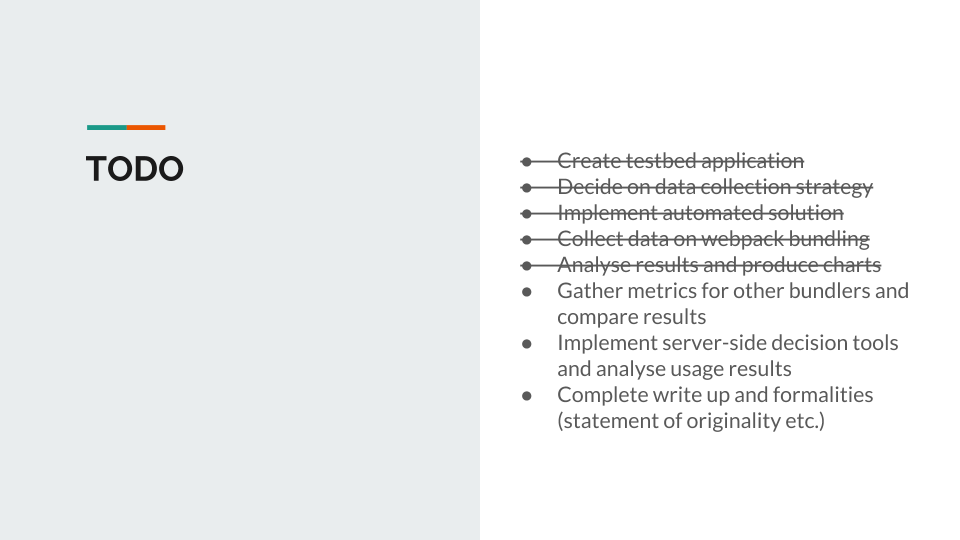 TODO
● Create testbed application
● Decide on data collection strategy
● Implement automated solution
● Collect data on webpack bundling
● Analyse results and produce charts
● Gather metrics for other bundlers and
compare results
● Implement server-side decision tools
and analyse usage results
● Complete write up and formalities
(statement of originality etc.)